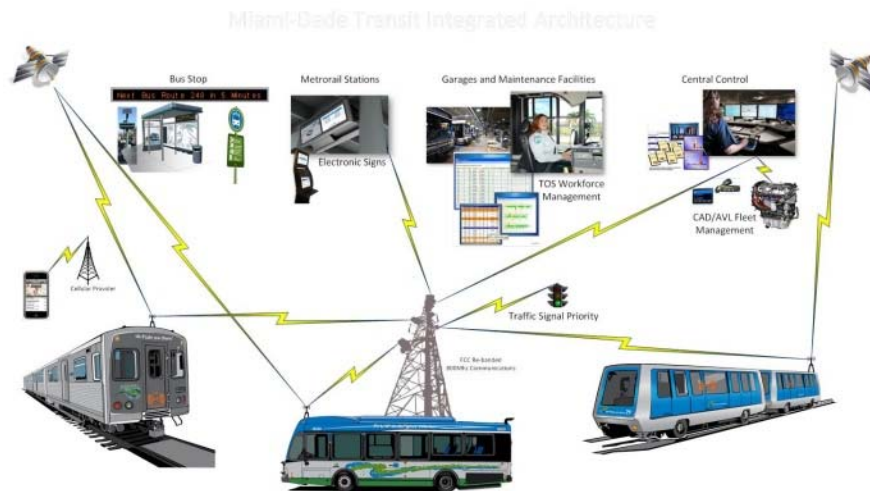 Miami-Dade Transit Integrated Architecture
Bus Stop
Metrorail Stations
Garages and Maintenance Facilities
Central Control
Next Bus Route 240 in 5 Minutes
Electronic Signs
TOS Workforce
Management
CAD/AVL Fleet
Management
Cellular Provider
Traffic Signal Priority
FCC Re-banded
800Mhz Communications